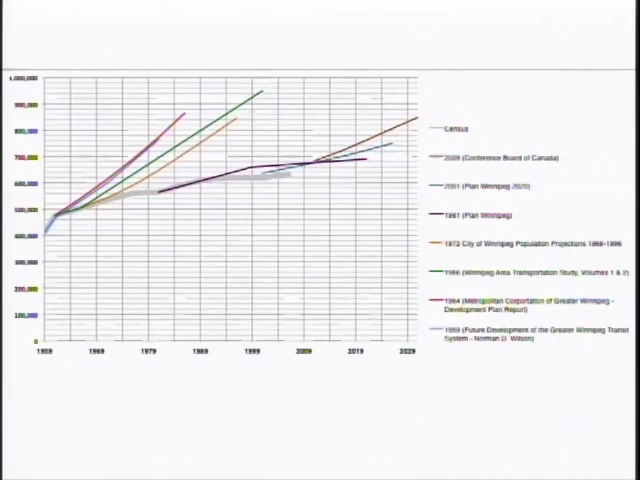 1,000,000
900,000
800,000
700,000
600,000
500,000
400,000
300,000
200,000
100,000
0
1959 1969 1979 1989 1999 2009 2019 2029
Census
2009 (Conference Board of Canada)
2001 (Plan Winnipeg 2020)
1981 (Plan Winnipeg)
1972 City of Winnipeg Population Projections 1966-1996
1966 (Winnipeg Area Transportation Study, Volumes 1 & 2)
1964 (Metropolitan Corportation of Greater Winnipeg -
Development Plan Report)
1959 (Future Development of the Greater Winnipeg Transit
System - Norman D. Wilson)